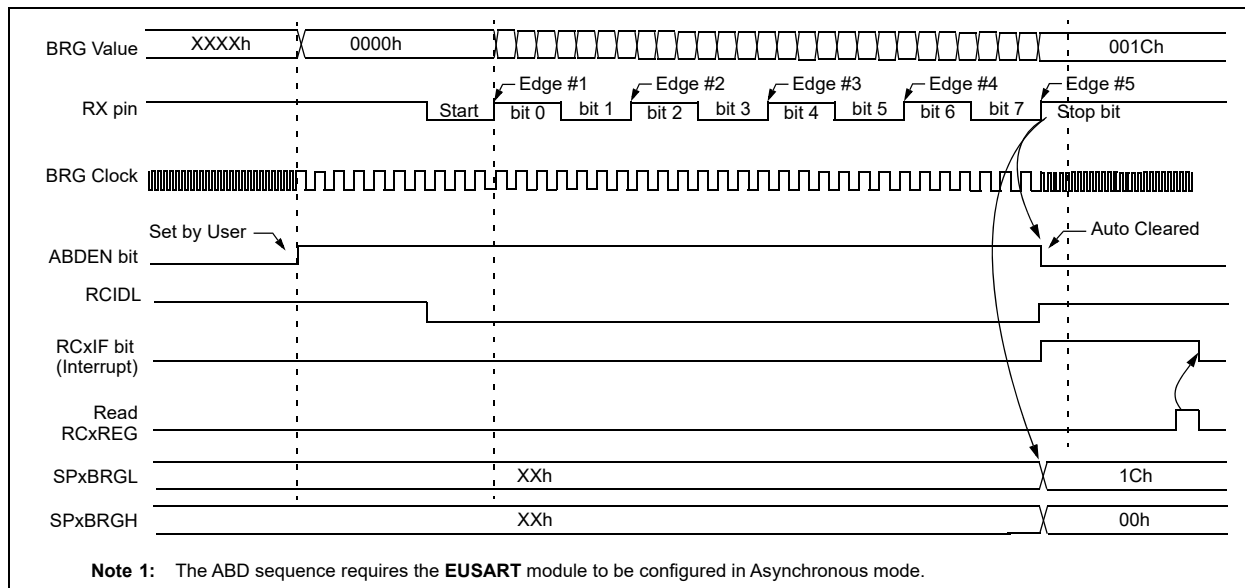 BRG Value XXXXh 0000h 001Ch
Edge #1 Edge #2 Edge #3 Edge #4 Edge #5
RX pin Start bit 0 bit 1 bit 2 bit 3 bit 4 bit 5 bit 6 bit 7 Stop bit
BRG Clock
Set by User Auto Cleared
ABDEN bit
RCIDL
RCxIF bit
(Interrupt)
Read
RCxREG
SPxBRGL XXh 1Ch
SPxBRGH XXh 00h
Note 1: The ABD sequence requires the EUSART module to be configured in Asynchronous mode.